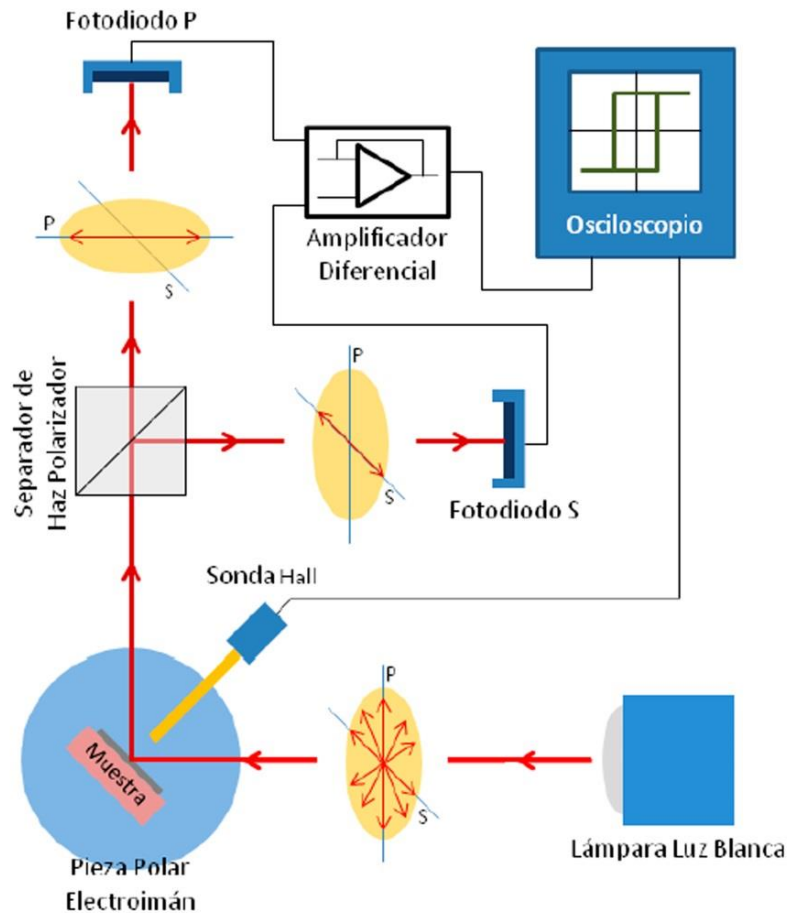 Fotodiodo P
Osciloscopio
Amplificador
Diferencial
P
S
Separador de
Haz Polarizador
P
S
Fotodiodo S
Sonda Hall
P
S
Muestra
Pieza Polar
Electroimán
Lámpara Luz Blanca